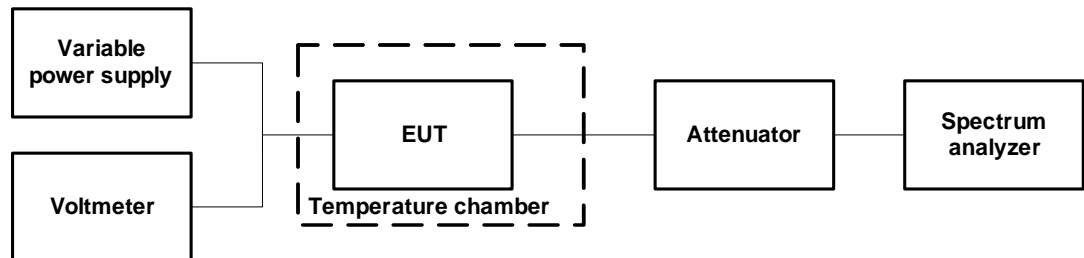 Variable
power supply
EUT
Attenuator
Spectrum
analyzer
Voltmeter
Temperature chamber